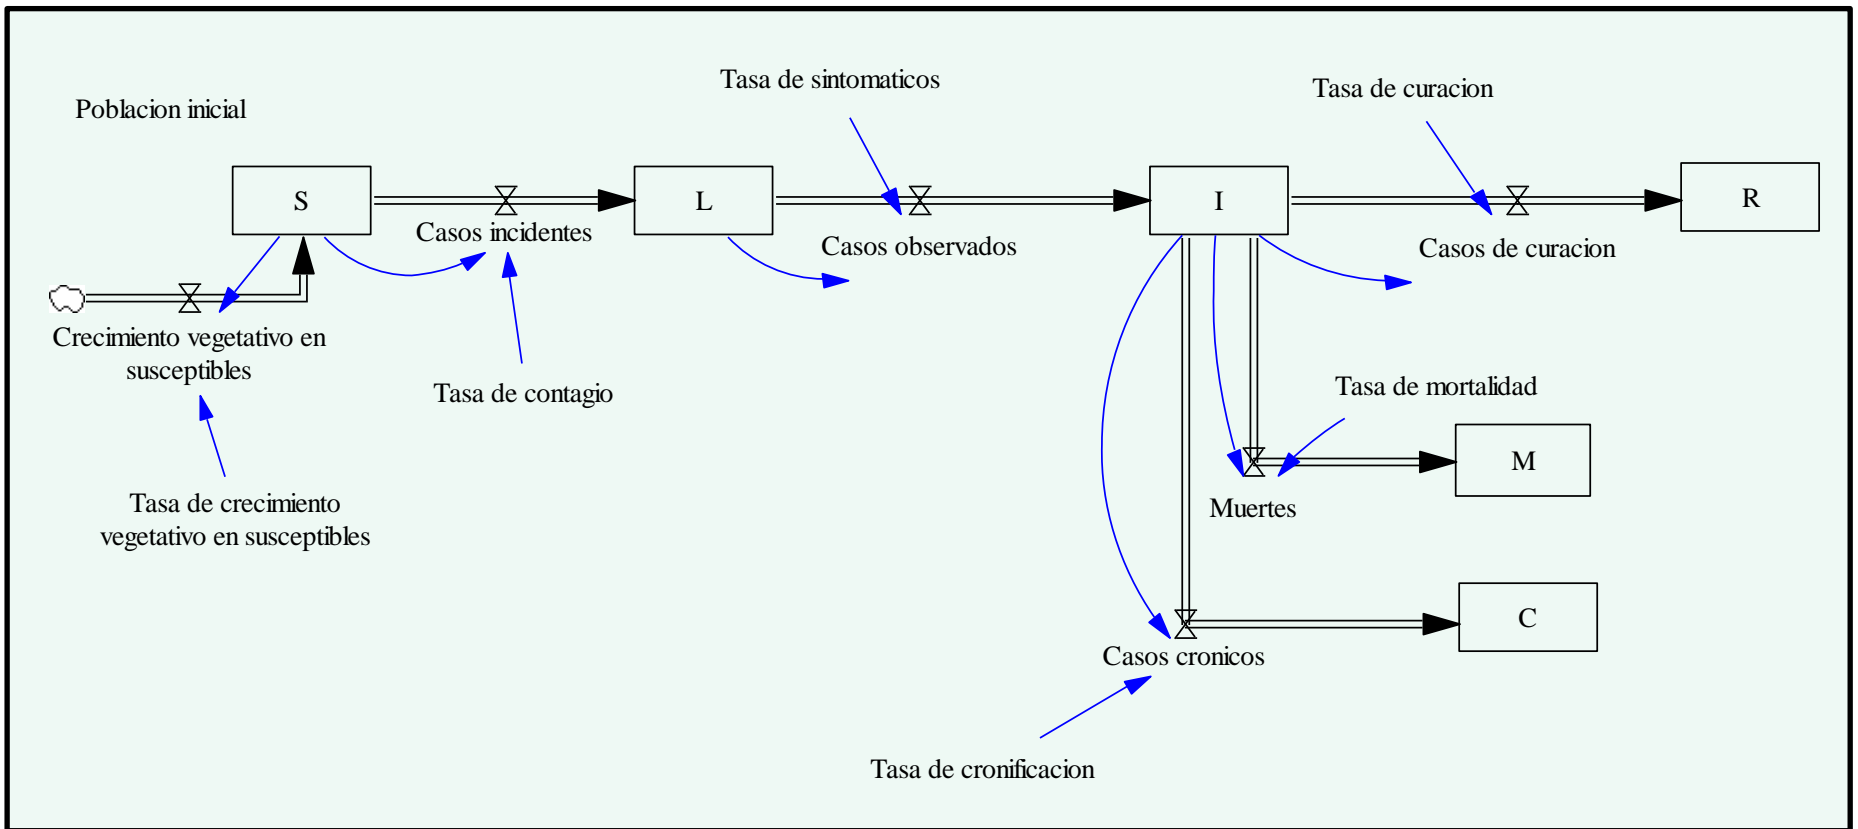 Tasa de sintomaticos
Tasa de curacion
Poblacion inicial
S
L
I
R
Casos incidentes
Casos observados
Casos de curacion
Crecimiento vegetativo en
susceptibles
Tasa de contagio
Tasa de mortalidad
M
Tasa de crecimiento
vegetativo en susceptibles
Muertes
C
Casos cronicos
Tasa de cronificacion